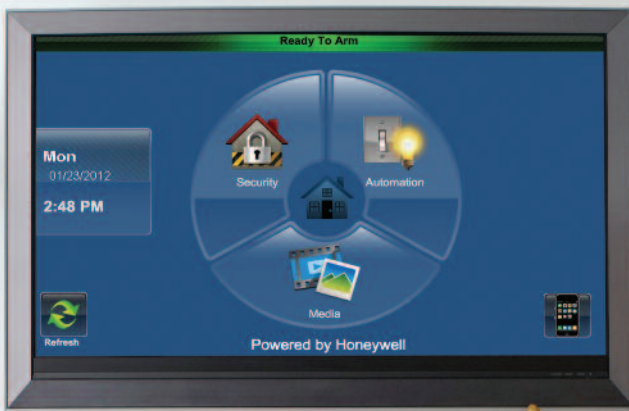 Ready To Arm
Mon
01/23/2012
2:48 PM
Security
Automation
Media
Refresh
Powered by Honeywell